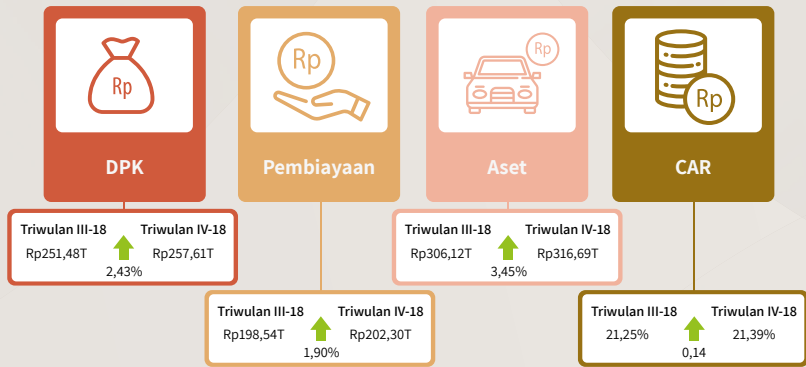 Rp
Rp
Rp
Rp
DPK
Pembiayaan
Aset
CAR
Triwulan III-18 Triwulan IV-18
Rp251,48T Rp257,61T
2,43%
Triwulan III-18 Triwulan IV-18
Rp198,54T Rp202,30T
1,90%
Triwulan III-18 Triwulan IV-18
Rp306,12T Rp316,69T
3,45%
Triwulan III-18 Triwulan IV-18
21,25% 21,39%
0,14